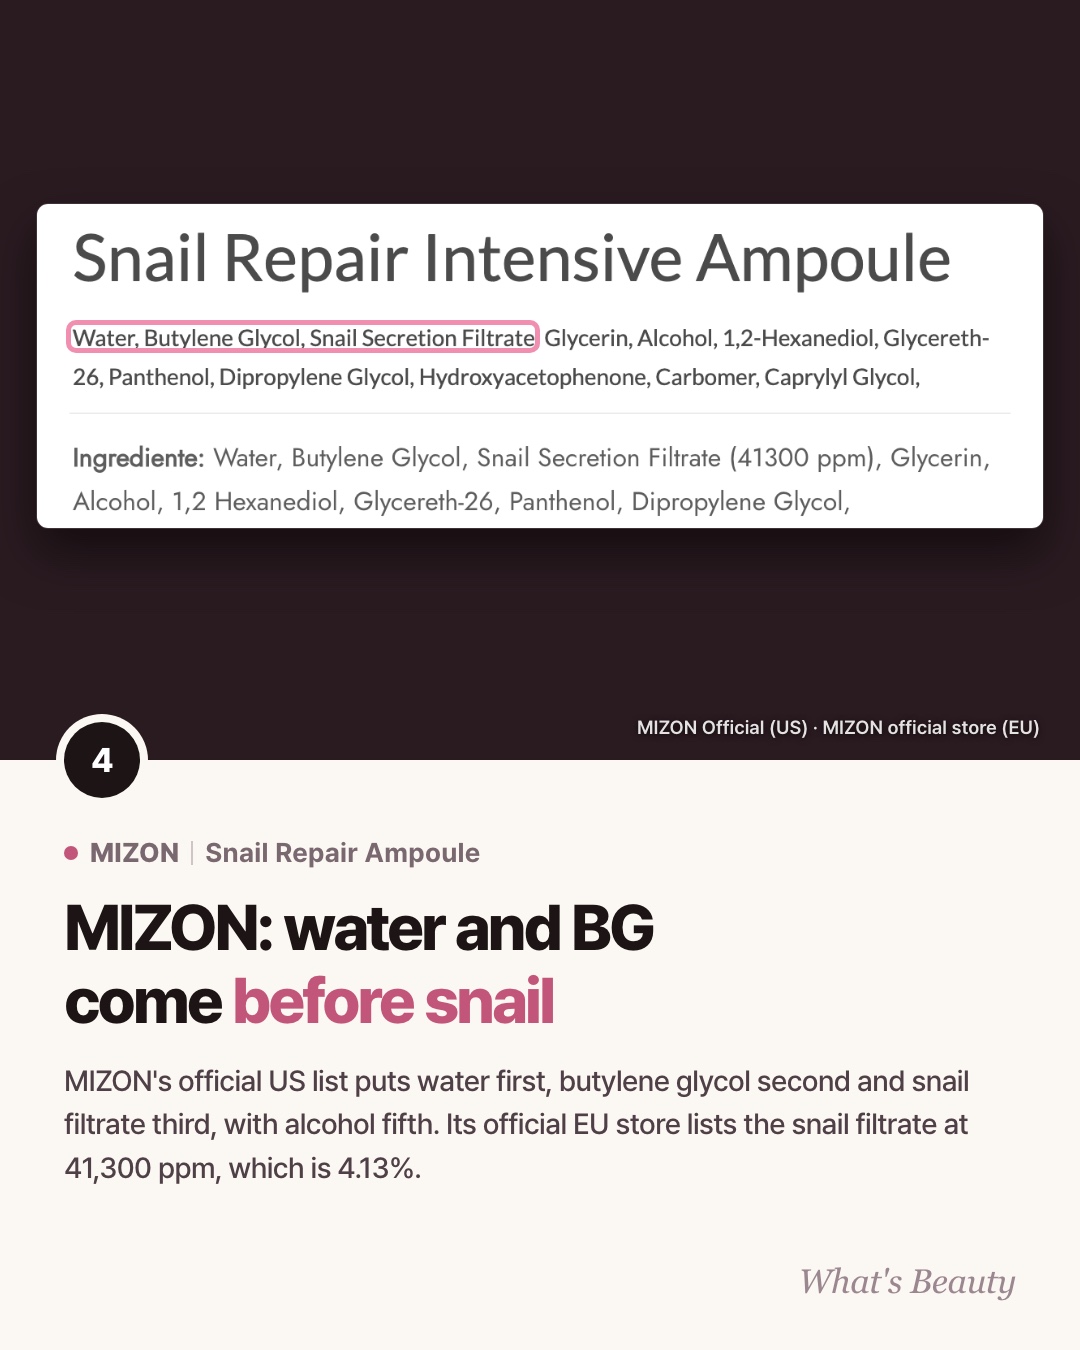 Snail Repair Intensive Ampoule
Water, Butylene Glycol, Snail Secretion Filtrate Glycerin, Alcohol, 1,2-Hexanediol, Glycereth-
26, Panthenol, Dipropylene Glycol, Hydroxyacetophenone, Carbomer, Caprylyl Glycol,
Ingrediente: Water, Butylene Glycol, Snail Secretion Filtrate (41300 ppm), Glycerin,
Alcohol, 1,2 Hexanediol, Glycereth-26, Panthenol, Dipropylene Glycol,
MIZON Official (US) · MIZON official store (EU)
4
MIZON | Snail Repair Ampoule
MIZON: water and BG
come before snail
MIZON's official US list puts water first, butylene glycol second and snail
filtrate third, with alcohol fifth. Its official EU store lists the snail filtrate at
41,300 ppm, which is 4.13%.
What's Beauty